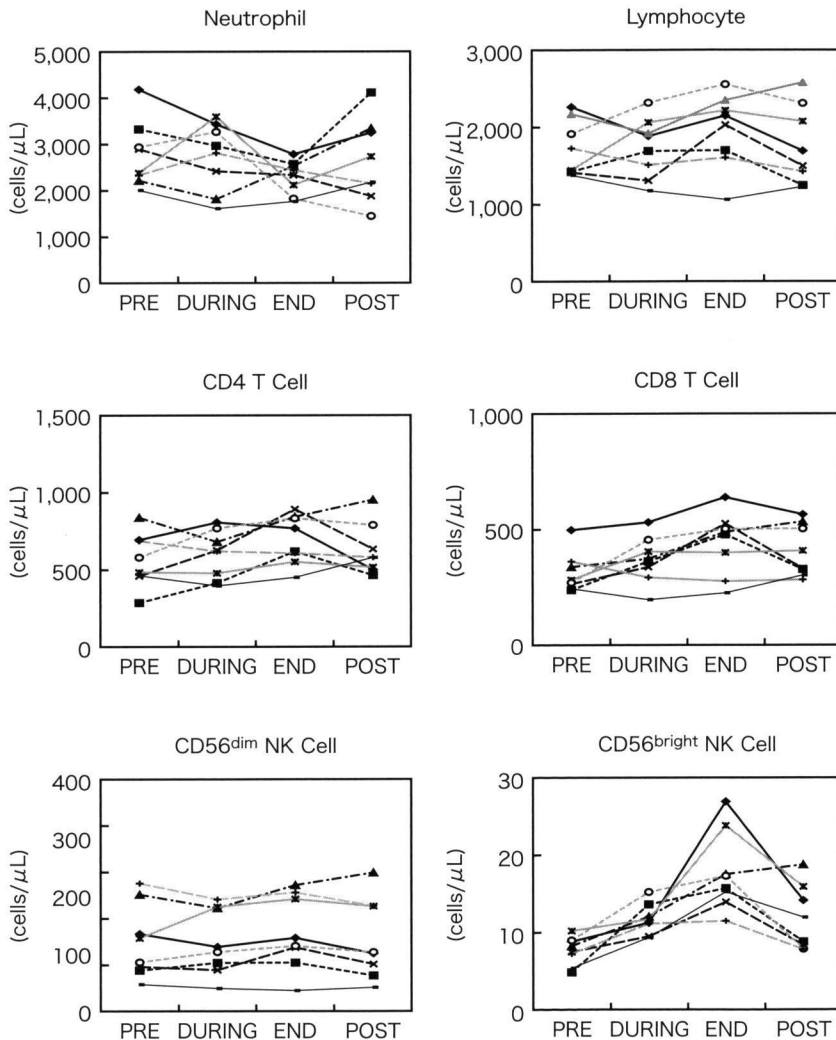 Neutrophil
(cells/μL)
5,000
4,000
3,000
2,000
1,000
0
PRE DURING END POST
Lymphocyte
(cells/μL)
3,000
2,000
1,000
0
PRE DURING END POST
CD4 T Cell
(cells/μL)
1,500
1,000
500
0
PRE DURING END POST
CD8 T Cell
(cells/μL)
1,000
500
0
PRE DURING END POST
CD56dim NK Cell
(cells/μL)
400
300
200
100
0
PRE DURING END POST
CD56bright NK Cell
(cells/μL)
30
20
10
0
PRE DURING END POST